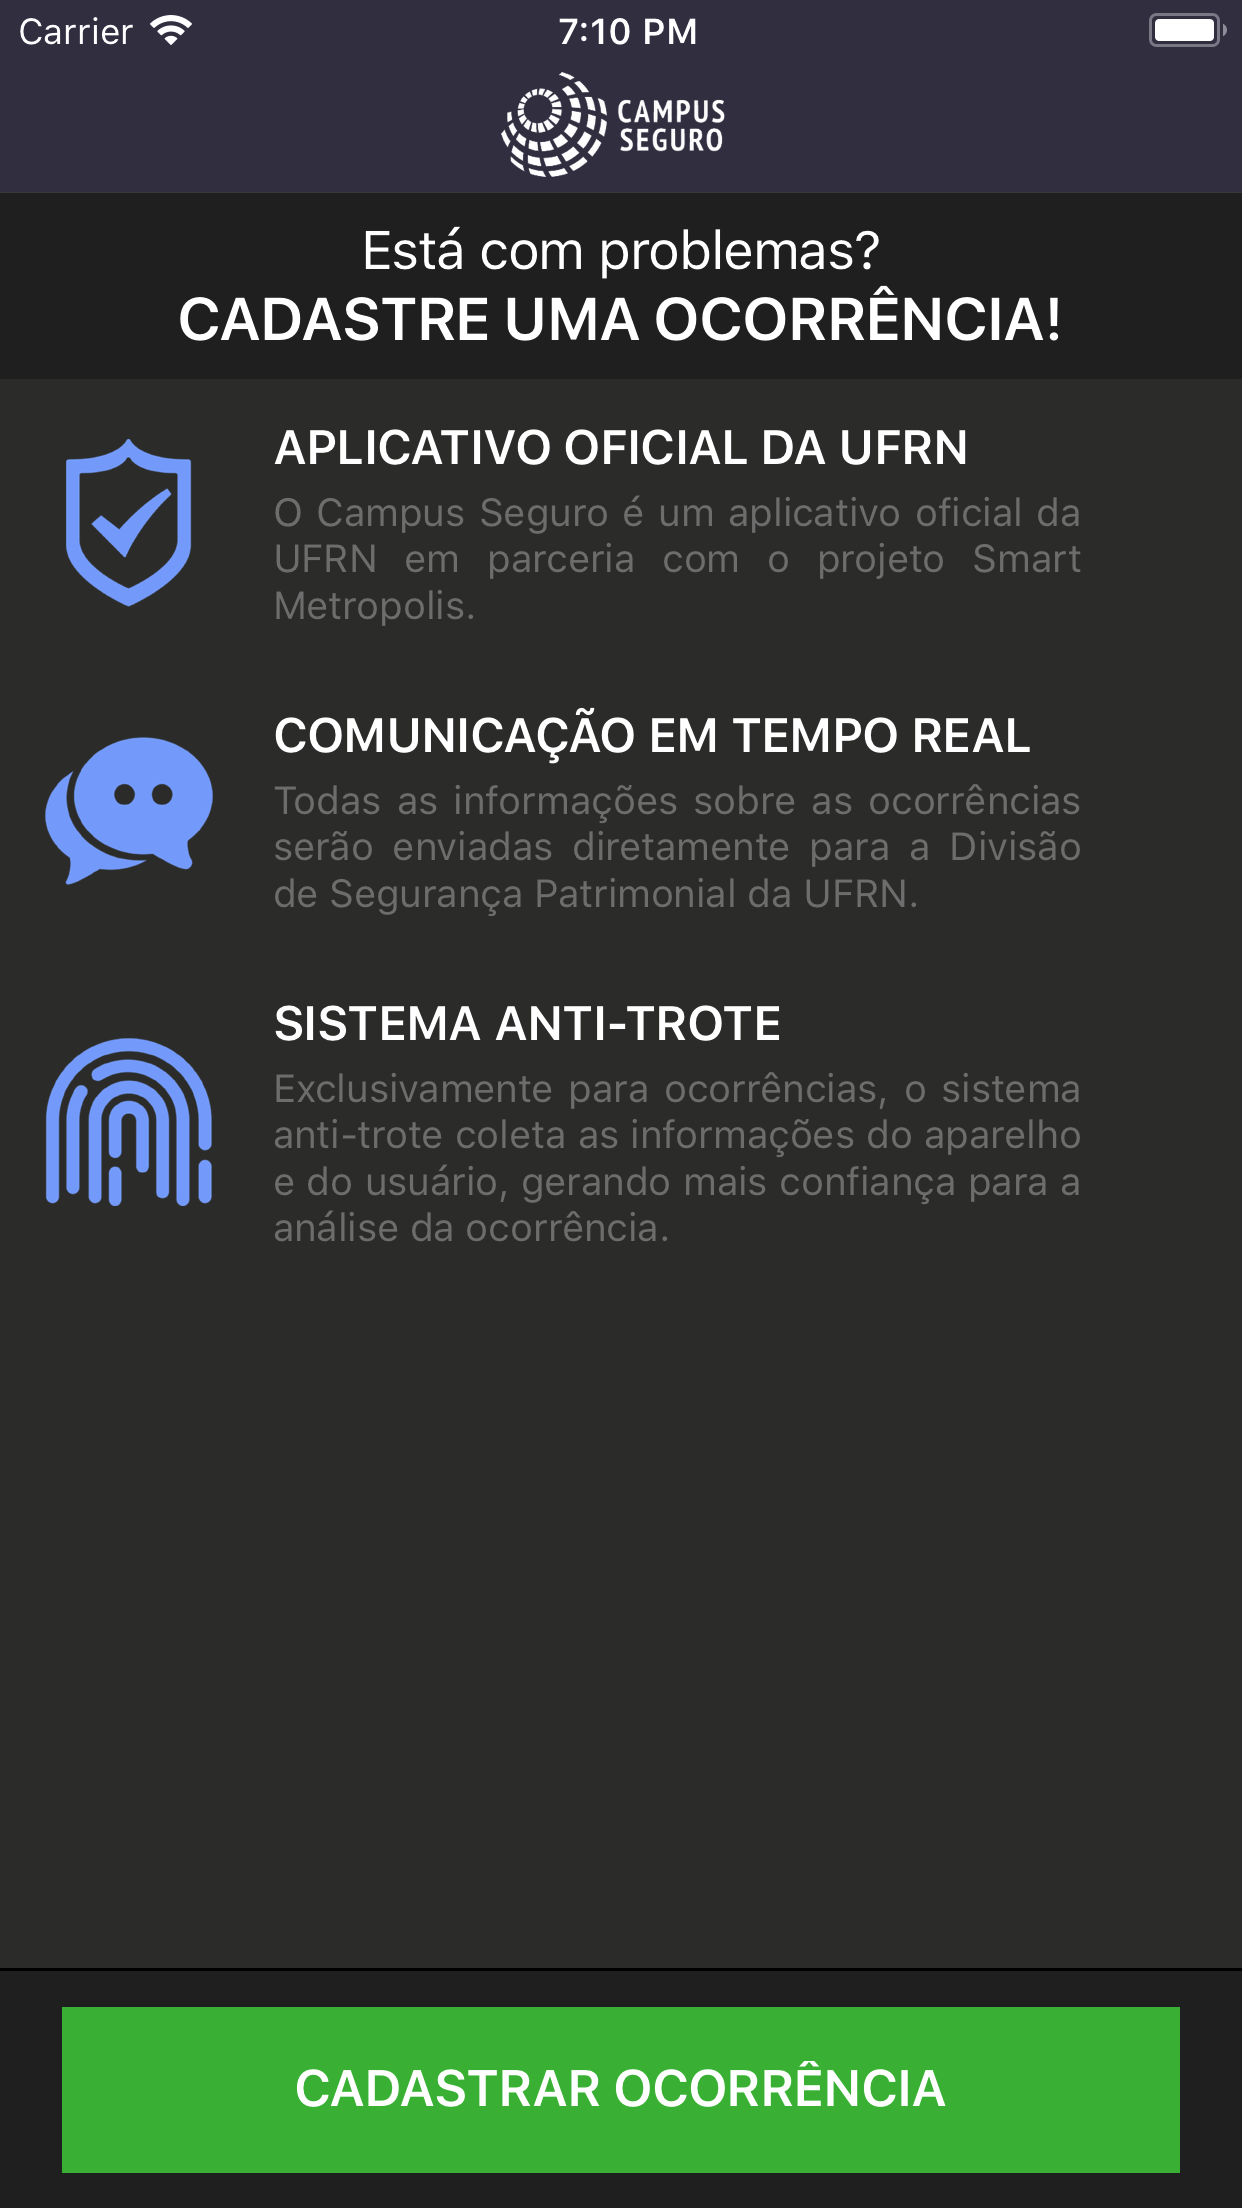 Carrier
7:10 PM
CAMPUS
SEGURO
Está com problemas?
CADASTRE UMA OCORRÊNCIA!
APLICATIVO OFICIAL DA UFRN
O Campus Seguro é um aplicativo oficial da
UFRN em parceria com o projeto Smart
Metropolis.
COMUNICAÇÃO EM TEMPO REAL
Todas as informações sobre as ocorrências
serão enviadas diretamente para a Divisão
de Segurança Patrimonial da UFRN.
SISTEMA ANTI-TROTE
Exclusivamente para ocorrências, o sistema
anti-trote coleta as informações do aparelho
e do usuário, gerando mais confiança para a
análise da ocorrência.
CADASTRAR OCORRÊNCIA